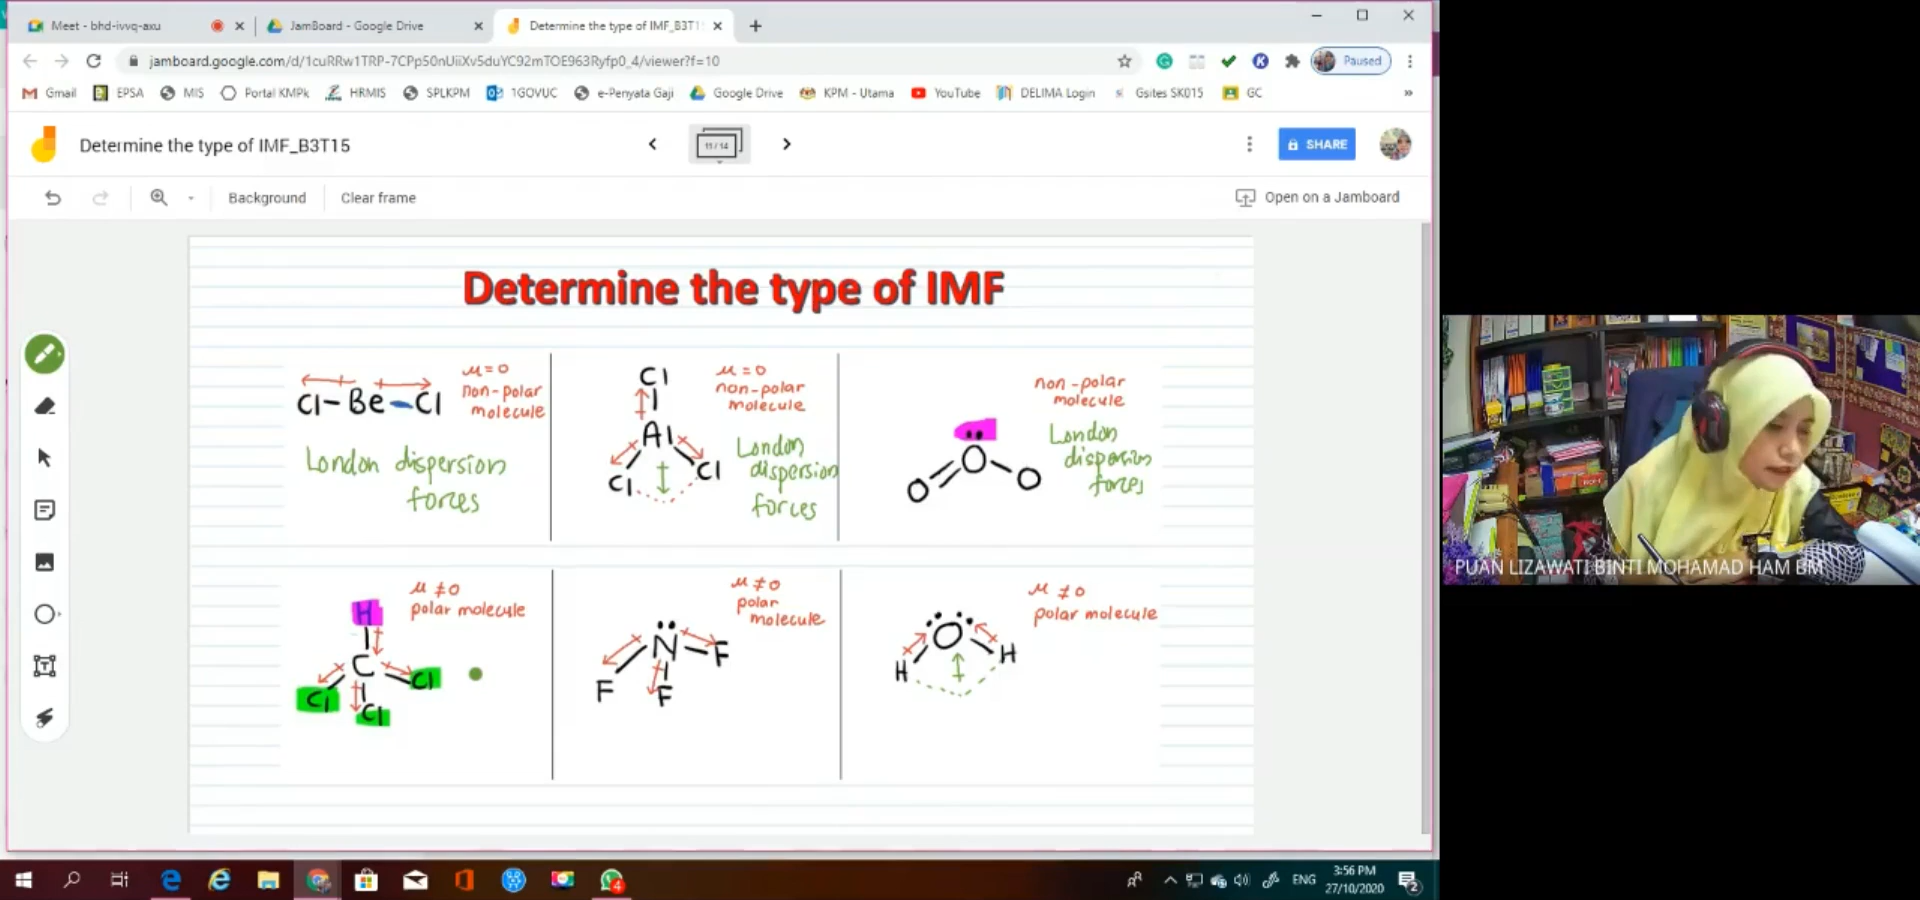 Meet - bhd-ivvq-axu
JamBoard - Google Drive
Determine the type of IMF_B3T1
jamboard.google.com/d/1cuRRw1TRP-7CPp50nUiiXv5duYC92mTOE963Ryfp0_4/viewer?f=10
Paused
Gmail
EPSA
MIS
Portal KMPk
HRMIS
SPLKPM
1GOVUC
e-Penyata Gaji
Google Drive
KPM - Utama
YouTube
DELIMA Login
Gsites SK015
GC
»
Determine the type of IMF_B3T15
11 / 14
SHARE
Background
Clear frame
Open on a Jamboard
Determine the type of IMF
Cl-Be-Cl
μ=0
non-polar
molecule
London dispersion
forces
Cl
Al
Cl
Cl
μ=0
non-polar
molecule
London
dispersion
forces
O
O
O
non-polar
molecule
London
dispersion
forces
H
C
Cl
Cl
Cl
μ≠0
polar molecule
N
F
F
F
μ≠0
polar
molecule
O
H
H
μ≠0
polar molecule
PUAN LIZAWATI BINTI MOHAMAD HAM BM
4
ENG
3:56 PM
27/10/2020
2